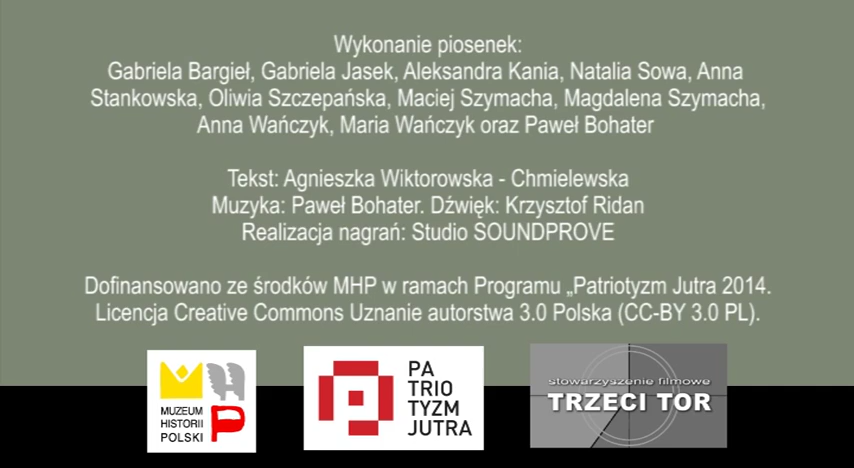 Wykonanie piosenek:
Gabriela Bargieł, Gabriela Jasek, Aleksandra Kania, Natalia Sowa, Anna
Stankowska, Oliwia Szczepańska, Maciej Szymacha, Magdalena Szymacha,
Anna Wańczyk, Maria Wańczyk oraz Paweł Bohater
Tekst: Agnieszka Wiktorowska - Chmielewska
Muzyka: Paweł Bohater. Dźwięk: Krzysztof Ridan
Realizacja nagrań: Studio SOUNDPROVE
Dofinansowano ze środków MHP w ramach Programu „Patriotyzm Jutra 2014.
Licencja Creative Commons Uznanie autorstwa 3.0 Polska (CC-BY 3.0 PL).
MHP
MUZEUM
HISTORII
POLSKI
PA
TRIO
TYZM
JUTRA
stowarzyszenie filmowe
TRZECI TOR